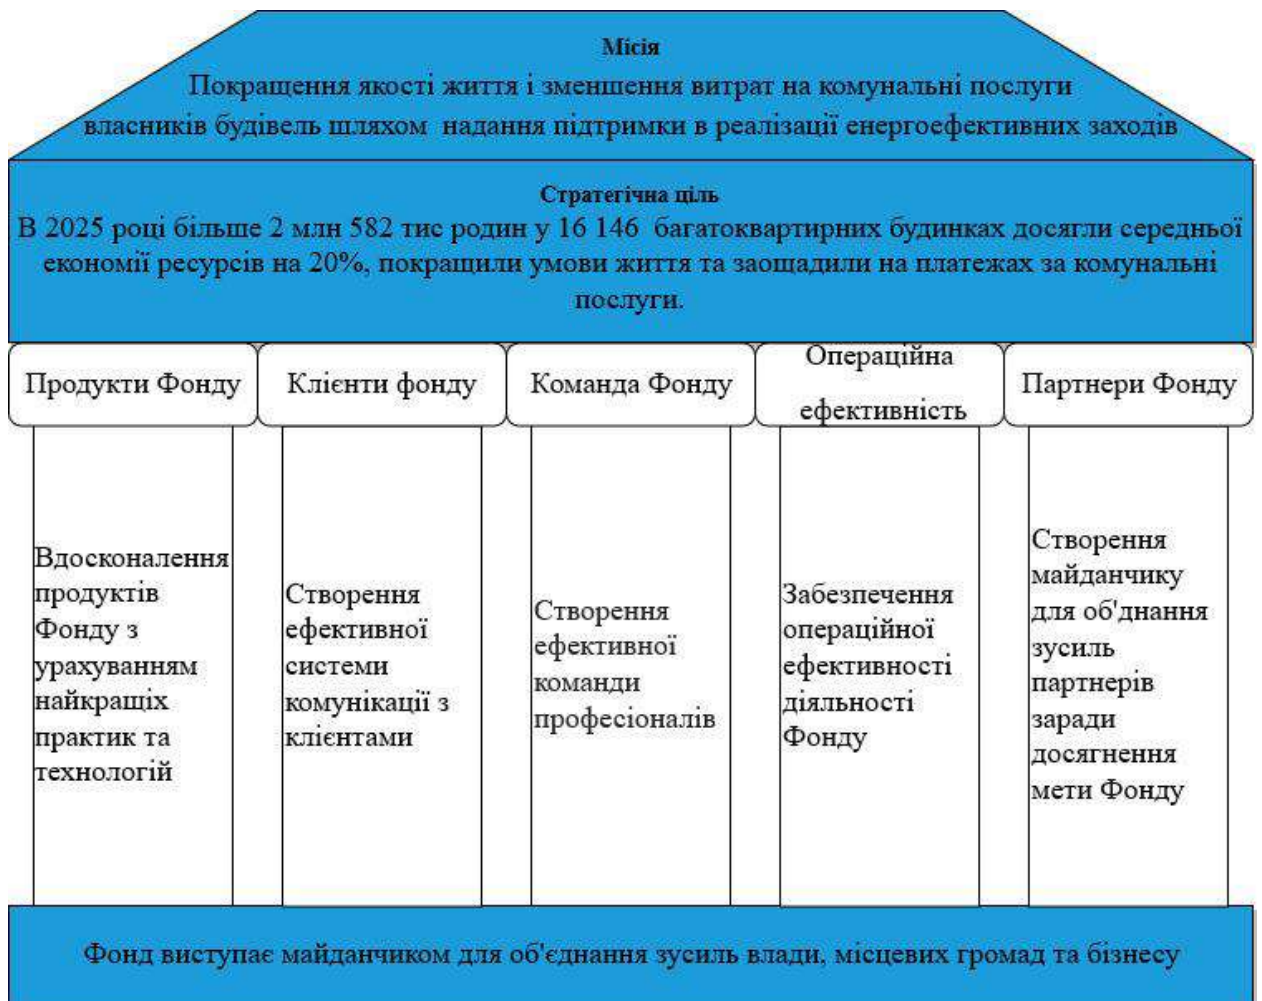 Місія
Покращення якості життя і зменшення витрат на комунальні послуги
власників будівель шляхом надання підтримки в реалізації енергоефективних заходів
Стратегічна ціль
В 2025 році більше 2 млн 582 тис родин у 16 146 багатоквартирних будинках досягли середньої
економії ресурсів на 20%, покращили умови життя та заощадили на платежах за комунальні
послуги.
Продукти Фонду
Клієнти фонду
Команда Фонду
Операційна
ефективність
Партнери Фонду
Вдосконалення
продуктів
Фонду з
урахуванням
найкращіх
практик та
технологій
Створення
ефективної
системи
комунікації з
клієнтами
Створення
ефективної
команди
професіоналів
Забезпечення
операційної
ефективності
діяльності
Фонду
Створення
майданчику
для об'днання
зусиль
партнерів
заради
досягнення
мети Фонду
Фонд виступає майданчиком для об'єднання зусиль влади, місцевих громад та бізнесу